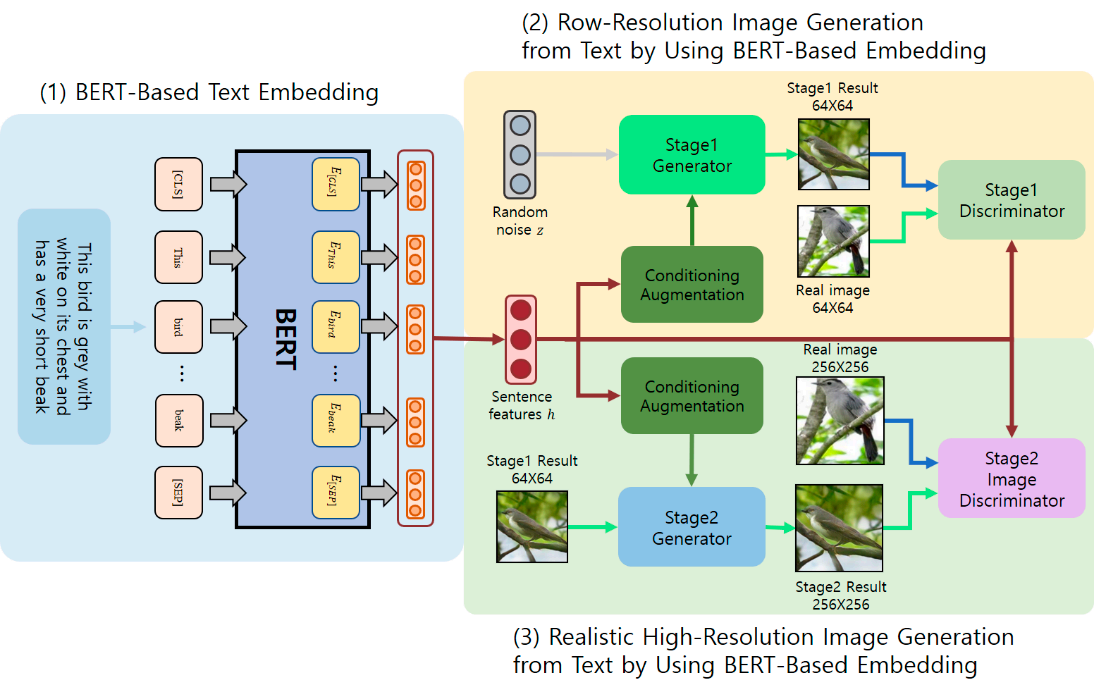 (1) BERT-Based Text Embedding
This bird is grey with
white on its chest and
has a very short beak
[CLS]
This
bird
...
beak
[SEP]
BERT
E[CLS]
EThis
Ebird
...
Ebeak
E[SEP]
(2) Row-Resolution Image Generation
from Text by Using BERT-Based Embedding
Random
noise z
Stage1
Generator
Stage1 Result
64X64
Stage1
Discriminator
Conditioning
Augmentation
Real image
64X64
Sentence
features h
Conditioning
Augmentation
Real image
256X256
Stage1 Result
64X64
Stage2
Generator
Stage2
Image
Discriminator
Stage2 Result
256X256
(3) Realistic High-Resolution Image Generation
from Text by Using BERT-Based Embedding